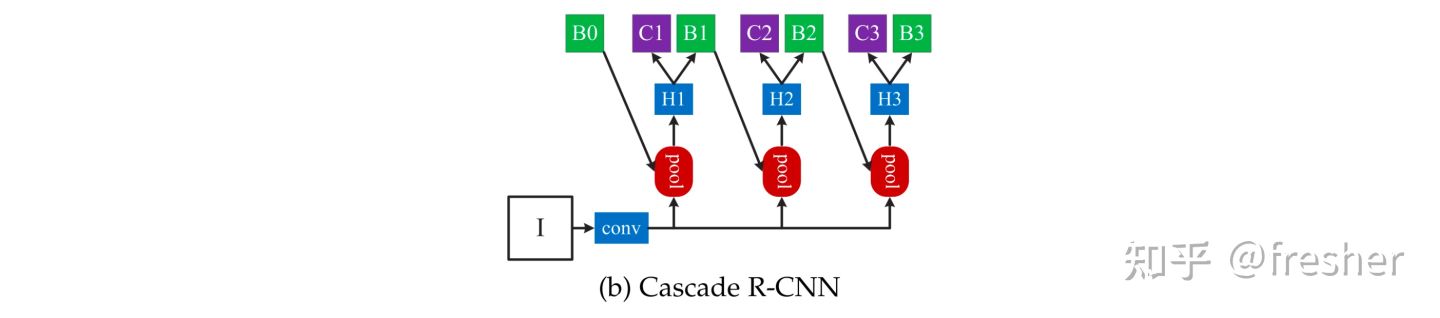 B0 C1 B1 C2 B2 C3 B3
H1 H2 H3
pool pool pool
I conv
(b) Cascade R-CNN
知乎 @fresher